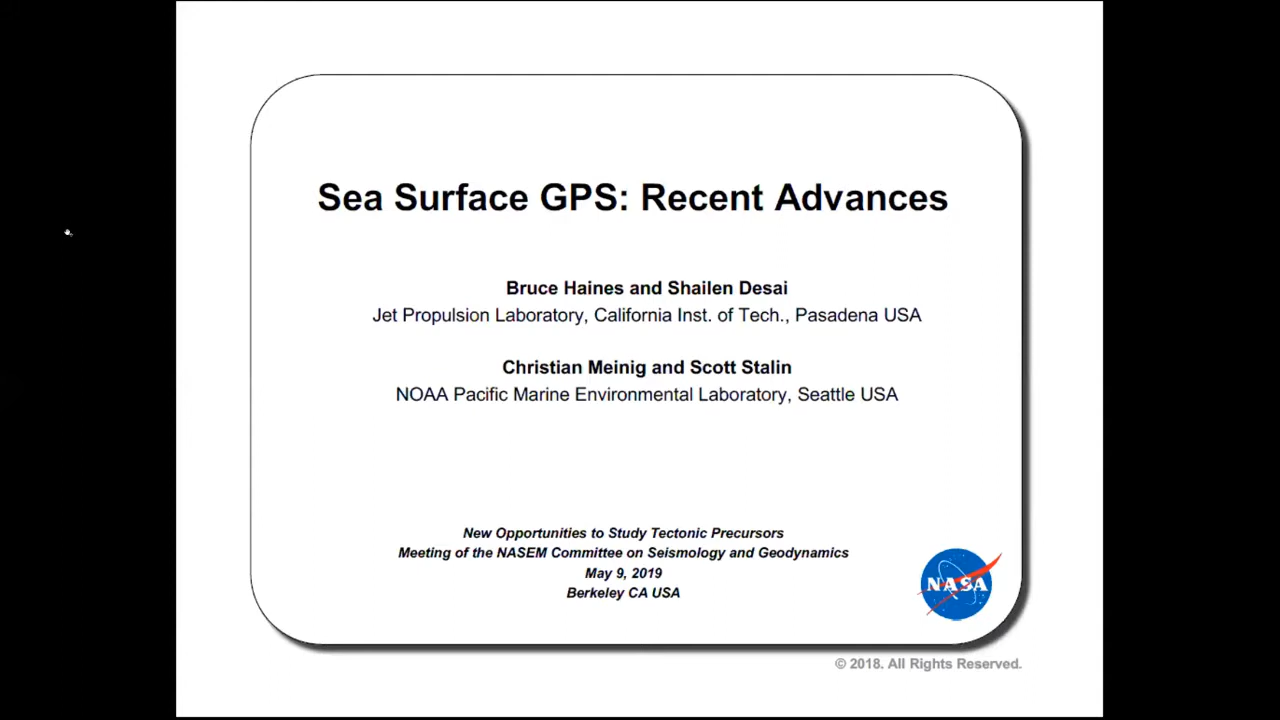 Sea Surface GPS: Recent Advances
Bruce Haines and Shailen Desai
Jet Propulsion Laboratory, California Inst. of Tech., Pasadena USA
Christian Meinig and Scott Stalin
NOAA Pacific Marine Environmental Laboratory, Seattle USA
New Opportunities to Study Tectonic Precursors
Meeting of the NASEM Committee on Seismology and Geodynamics
May 9, 2019
Berkeley CA USA
NASA
© 2018. All Rights Reserved.